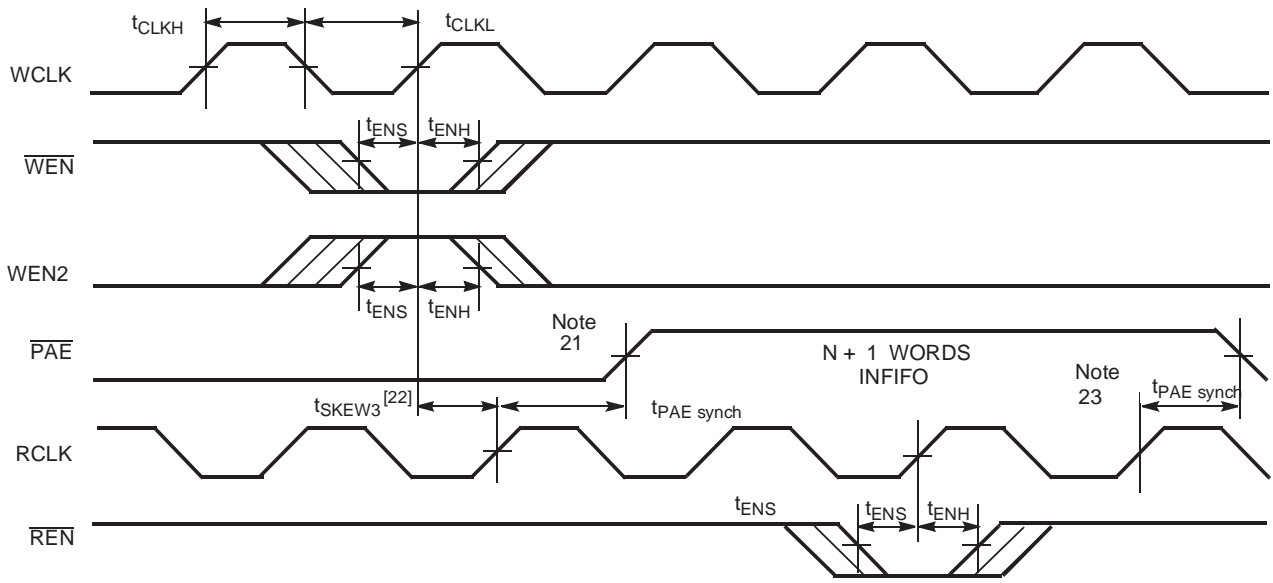 tCLKH tCLKL
WCLK
tENS tENH
WEN
WEN2
tENS tENH
Note
21
PAE
N + 1 WORDS
INFIFO
Note
23
tSKEW3 [22]
tPAE synch
tPAE synch
RCLK
tENS tENS tENH
REN